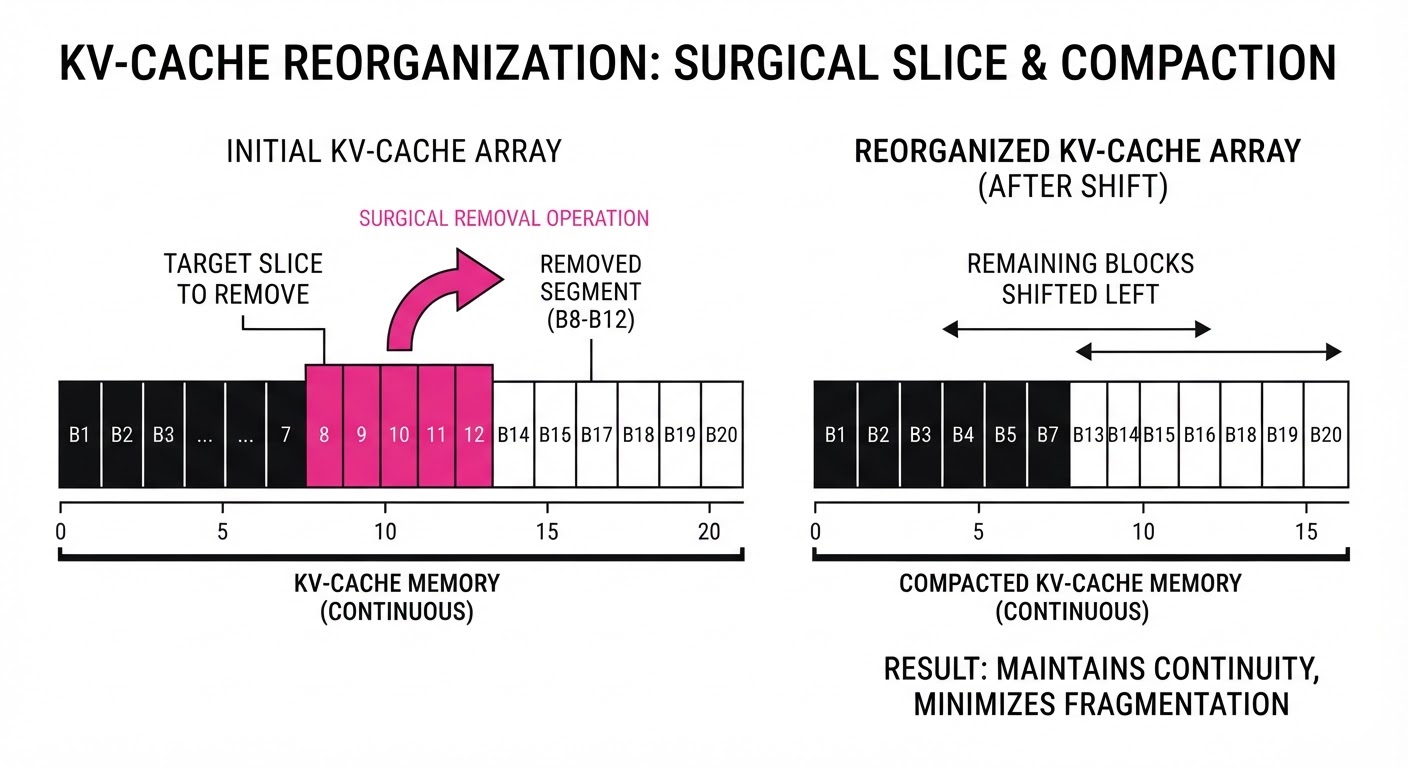 KV-CACHE REORGANIZATION: SURGICAL SLICE & COMPACTION
INITIAL KV-CACHE ARRAY
SURGICAL REMOVAL OPERATION
TARGET SLICE
TO REMOVE
REMOVED
SEGMENT
(B8-B12)
B1 B2 B3 ... ... 7 8 9 10 11 12 B14 B15 B17 B18 B19 B20
0 5 10 15 20
KV-CACHE MEMORY
(CONTINUOUS)
REORGANIZED KV-CACHE ARRAY
(AFTER SHIFT)
REMAINING BLOCKS
SHIFTED LEFT
B1 B2 B3 B4 B5 B7 B13 B14 B15 B16 B18 B19 B20
0 5 10 15
COMPACTED KV-CACHE MEMORY
(CONTINUOUS)
RESULT: MAINTAINS CONTINUITY,
MINIMIZES FRAGMENTATION